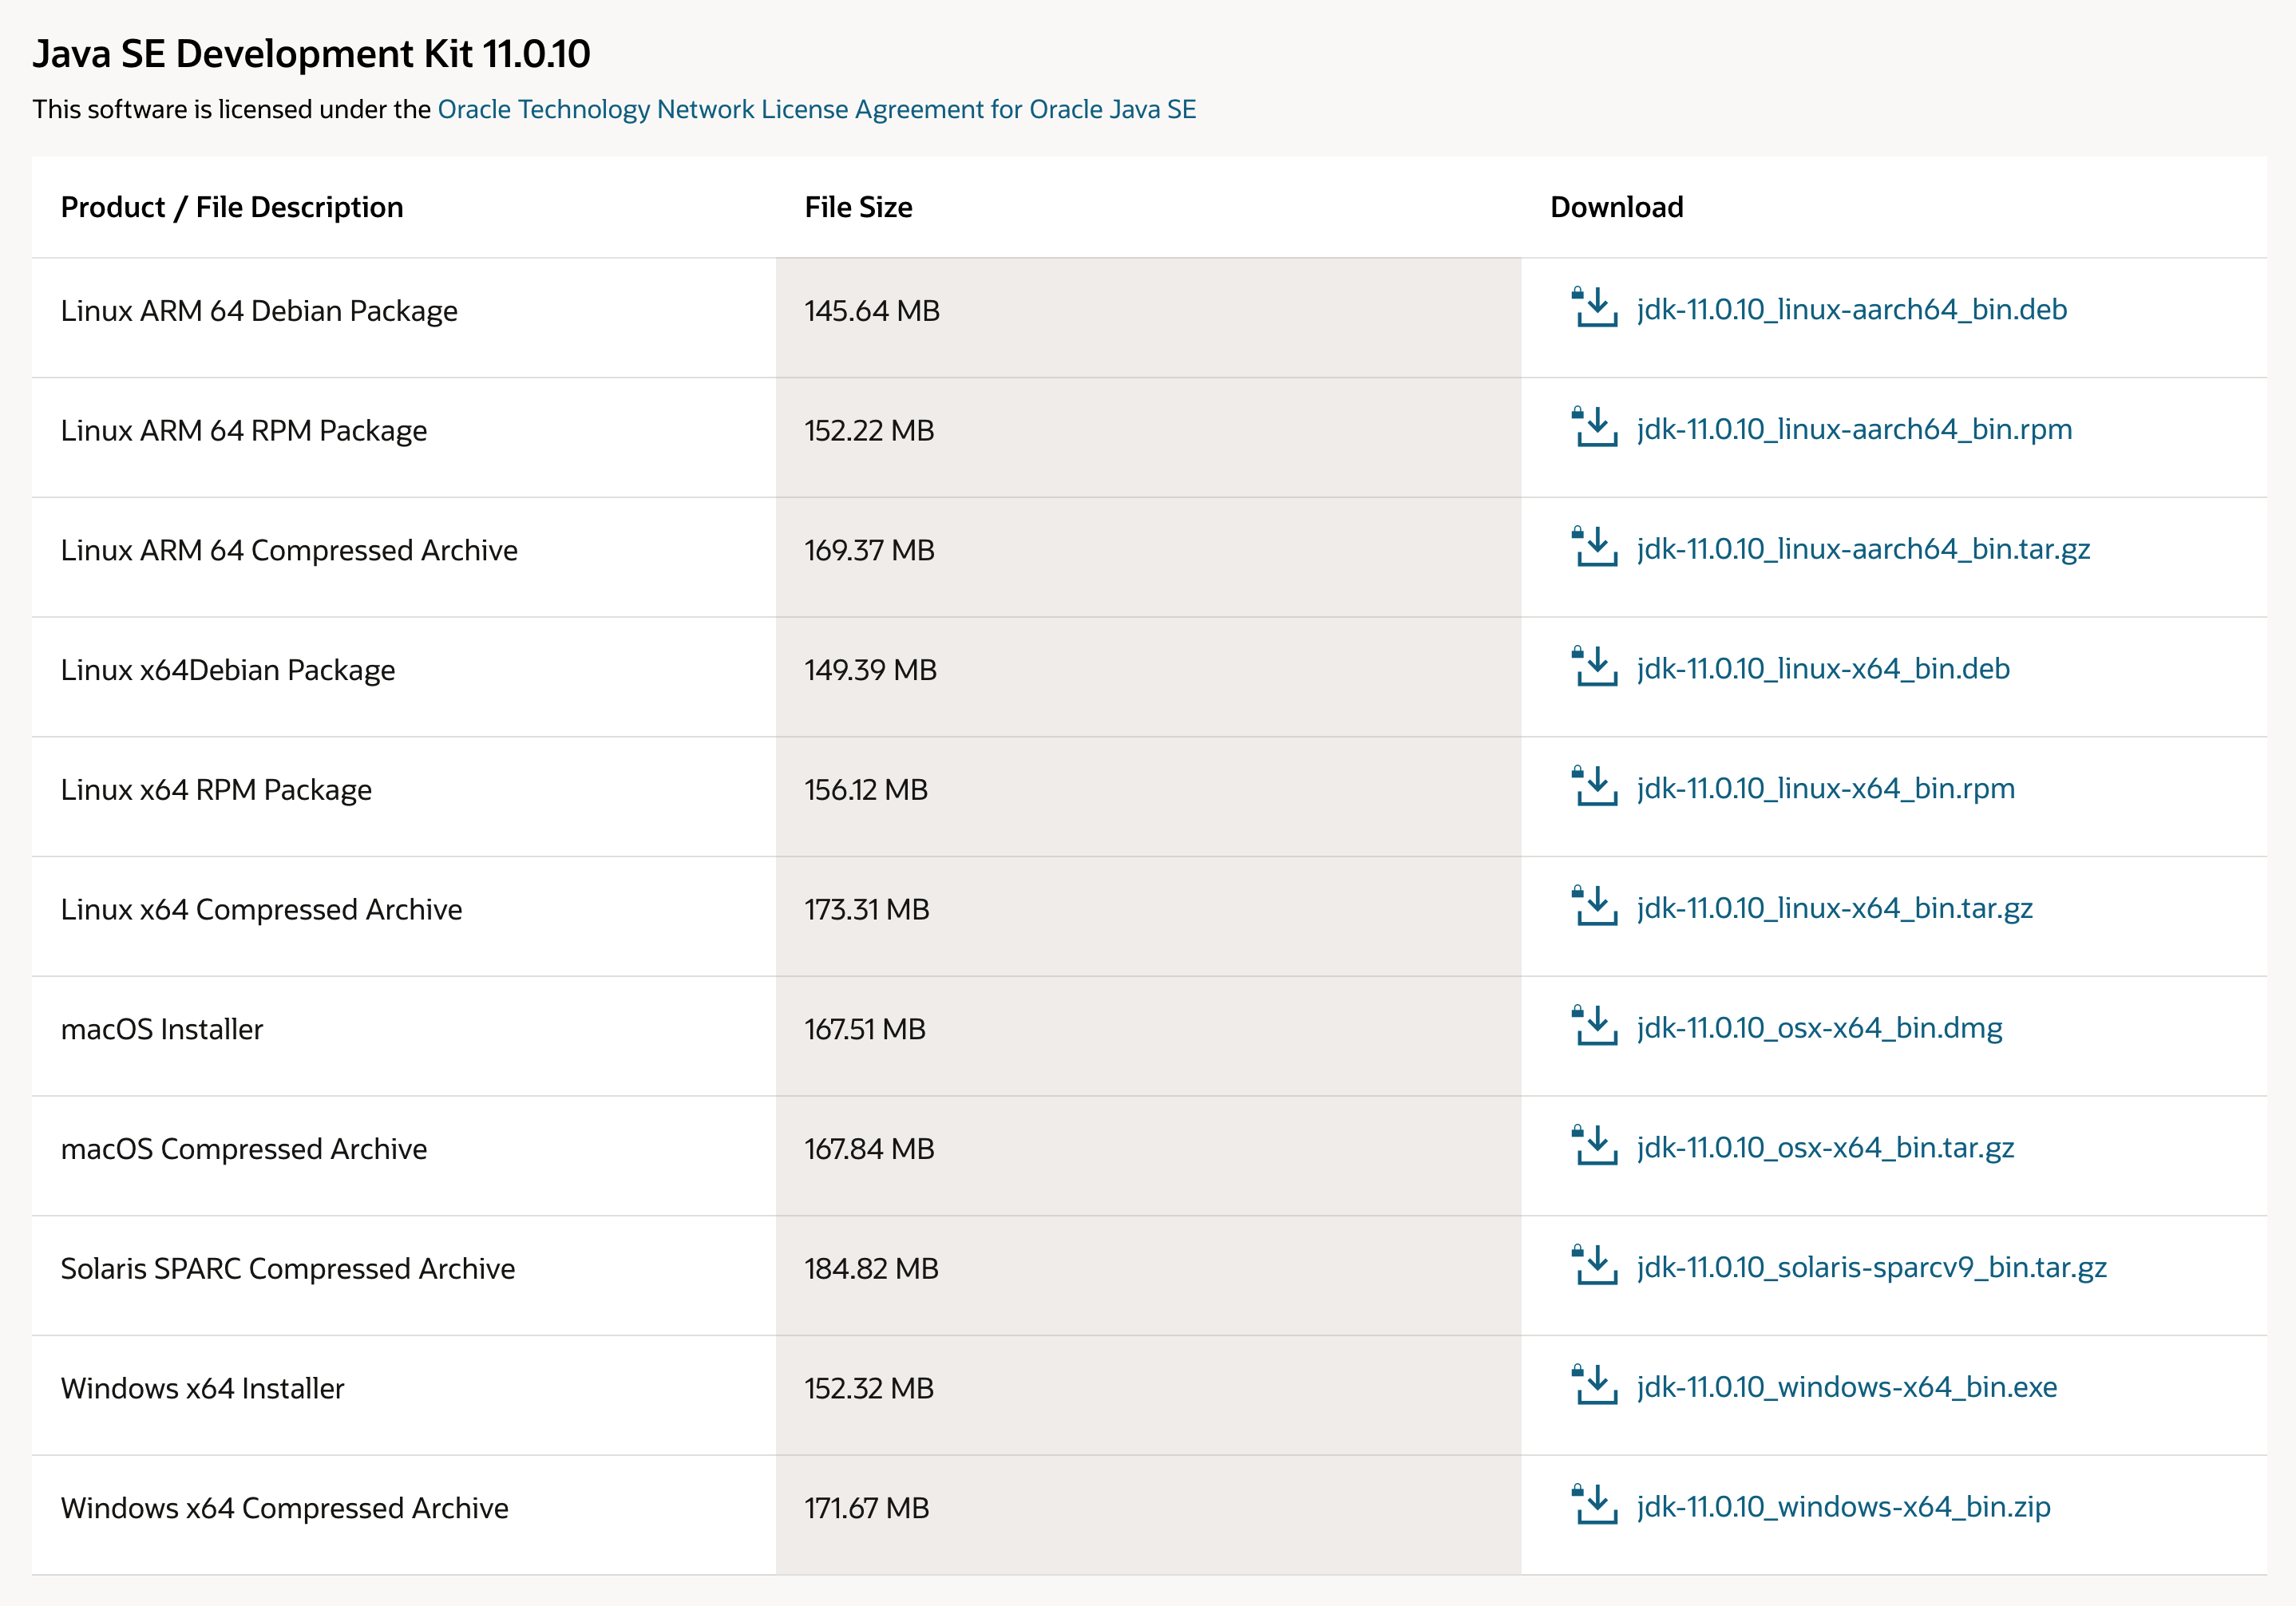 Java SE Development Kit 11.0.10
This software is licensed under the Oracle Technology Network License Agreement for Oracle Java SE
Product / File Description File Size Download
Linux ARM 64 Debian Package 145.64 MB jdk-11.0.10_linux-aarch64_bin.deb
Linux ARM 64 RPM Package 152.22 MB jdk-11.0.10_linux-aarch64_bin.rpm
Linux ARM 64 Compressed Archive 169.37 MB jdk-11.0.10_linux-aarch64_bin.tar.gz
Linux x64Debian Package 149.39 MB jdk-11.0.10_linux-x64_bin.deb
Linux x64 RPM Package 156.12 MB jdk-11.0.10_linux-x64_bin.rpm
Linux x64 Compressed Archive 173.31 MB jdk-11.0.10_linux-x64_bin.tar.gz
macOS Installer 167.51 MB jdk-11.0.10_osx-x64_bin.dmg
macOS Compressed Archive 167.84 MB jdk-11.0.10_osx-x64_bin.tar.gz
Solaris SPARC Compressed Archive 184.82 MB jdk-11.0.10_solaris-sparcv9_bin.tar.gz
Windows x64 Installer 152.32 MB jdk-11.0.10_windows-x64_bin.exe
Windows x64 Compressed Archive 171.67 MB jdk-11.0.10_windows-x64_bin.zip